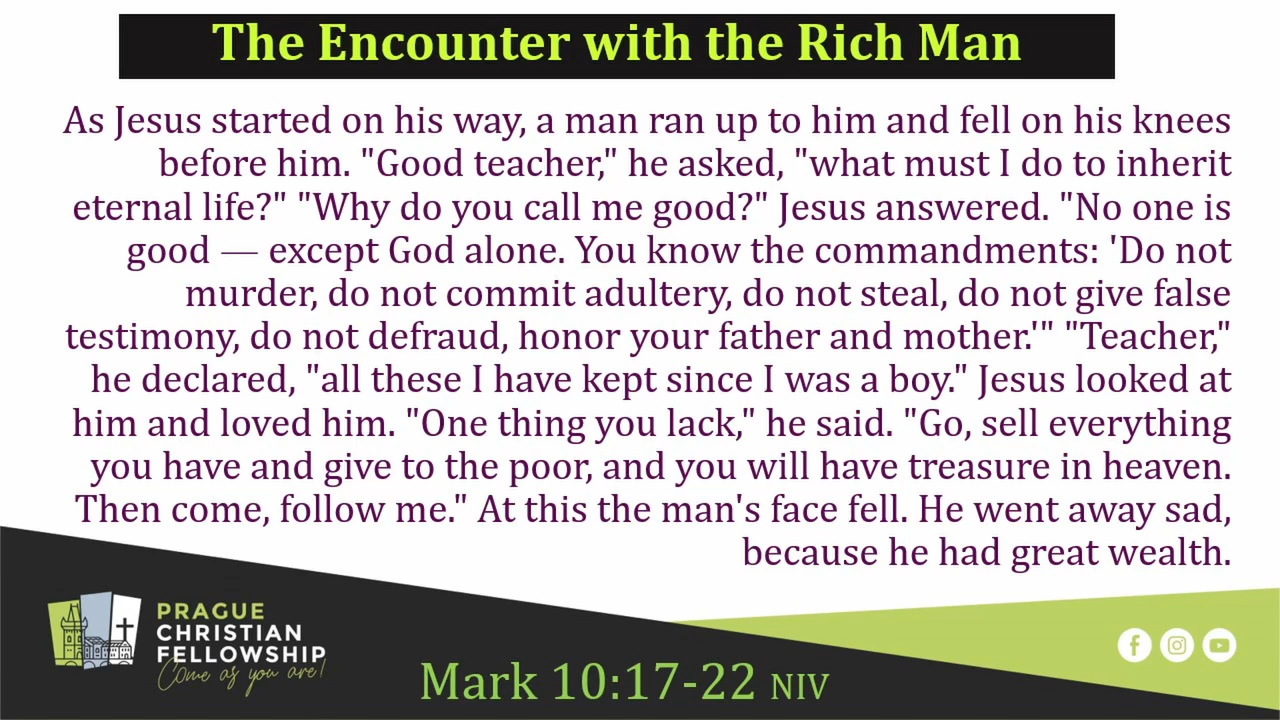 The Encounter with the Rich Man
As Jesus started on his way, a man ran up to him and fell on his knees
before him. "Good teacher," he asked, "what must I do to inherit
eternal life?" "Why do you call me good?" Jesus answered. "No one is
good — except God alone. You know the commandments: 'Do not
murder, do not commit adultery, do not steal, do not give false
testimony, do not defraud, honor your father and mother.'" "Teacher,"
he declared, "all these I have kept since I was a boy." Jesus looked at
him and loved him. "One thing you lack," he said. "Go, sell everything
you have and give to the poor, and you will have treasure in heaven.
Then come, follow me." At this the man's face fell. He went away sad,
because he had great wealth.
PRAGUE
CHRISTIAN
FELLOWSHIP
Come as you are!
Mark 10:17-22 NIV